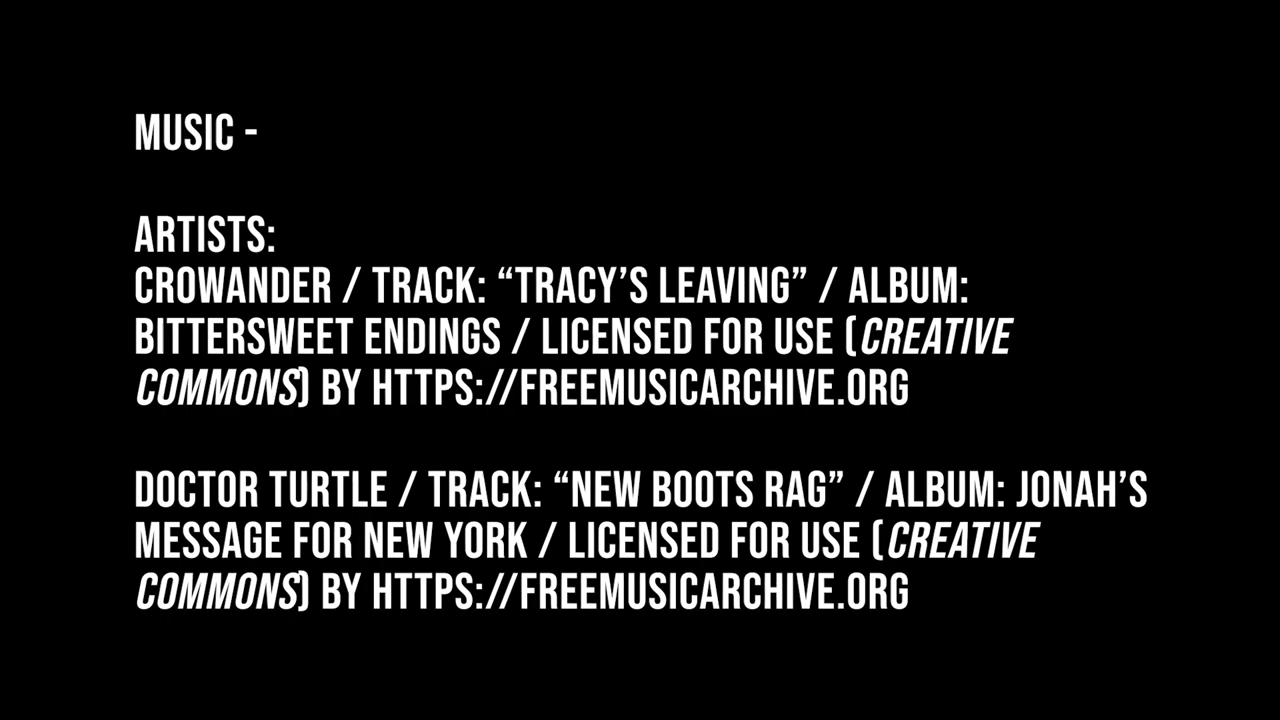 MUSIC -
ARTISTS:
CROWANDER / TRACK: “TRACY’S LEAVING” / ALBUM:
BITTERSWEET ENDINGS / LICENSED FOR USE (CREATIVE
COMMONS) BY HTTPS://FREEMUSICARCHIVE.ORG
DOCTOR TURTLE / TRACK: “NEW BOOTS RAG” / ALBUM: JONAH’S
MESSAGE FOR NEW YORK / LICENSED FOR USE (CREATIVE
COMMONS) BY HTTPS://FREEMUSICARCHIVE.ORG